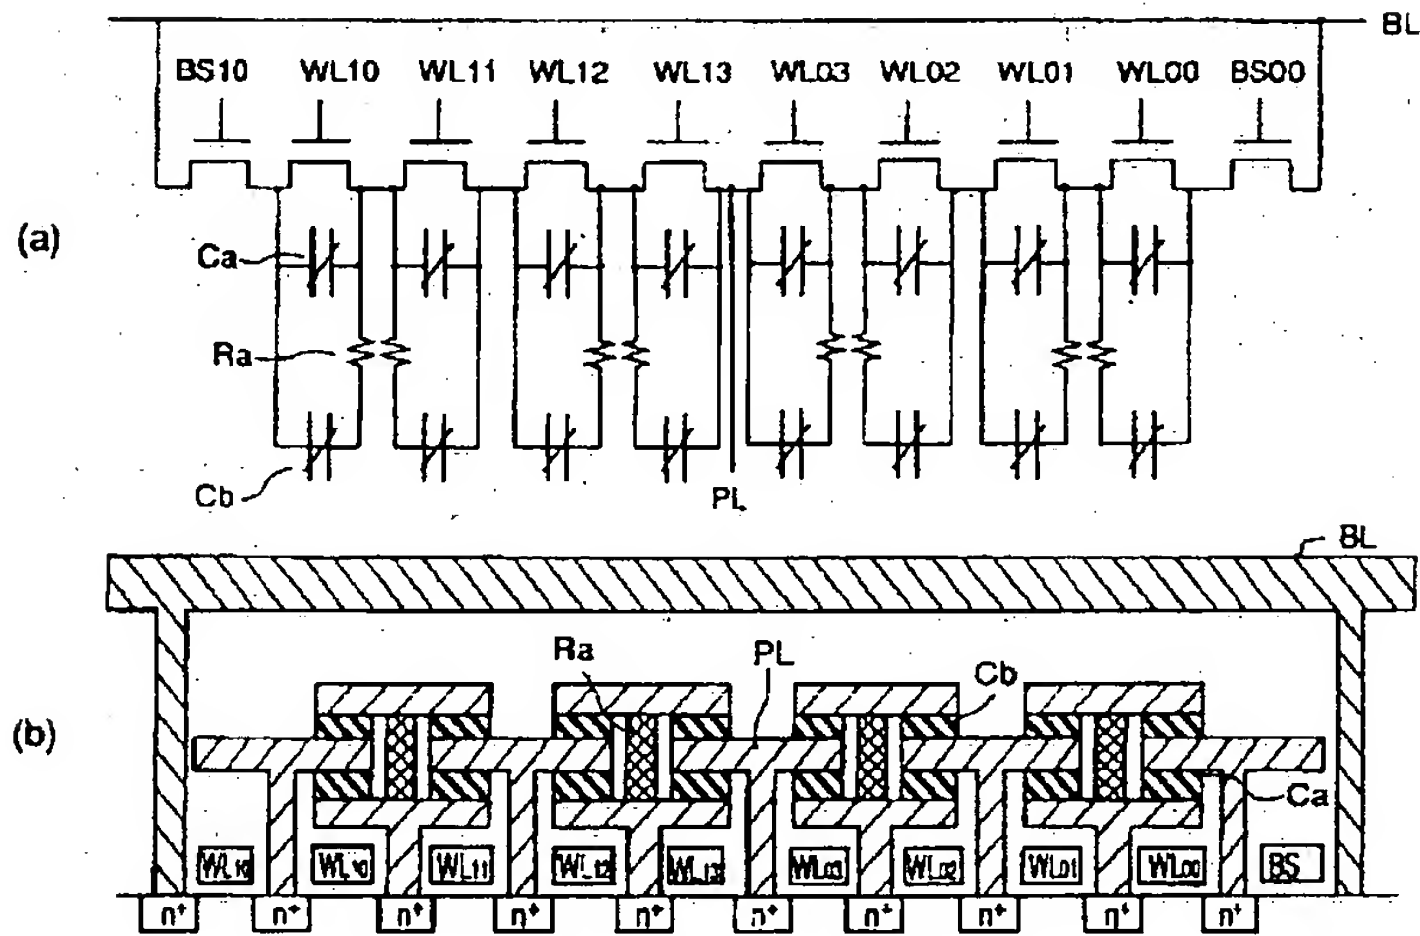 BL
BS10 WL10 WL11 WL12 WL13 WL03 WL02 WL01 WL00 BS00
(a)
Ca
Ra
Cb
PL
BL
Ra PL Cb
(b)
Ca
WL10 WL10 WL11 WL12 WL13 WL03 WL02 WL01 WL00 BS
n+ n+ n+ n+ n+ n+ n+ n+ n+ n+